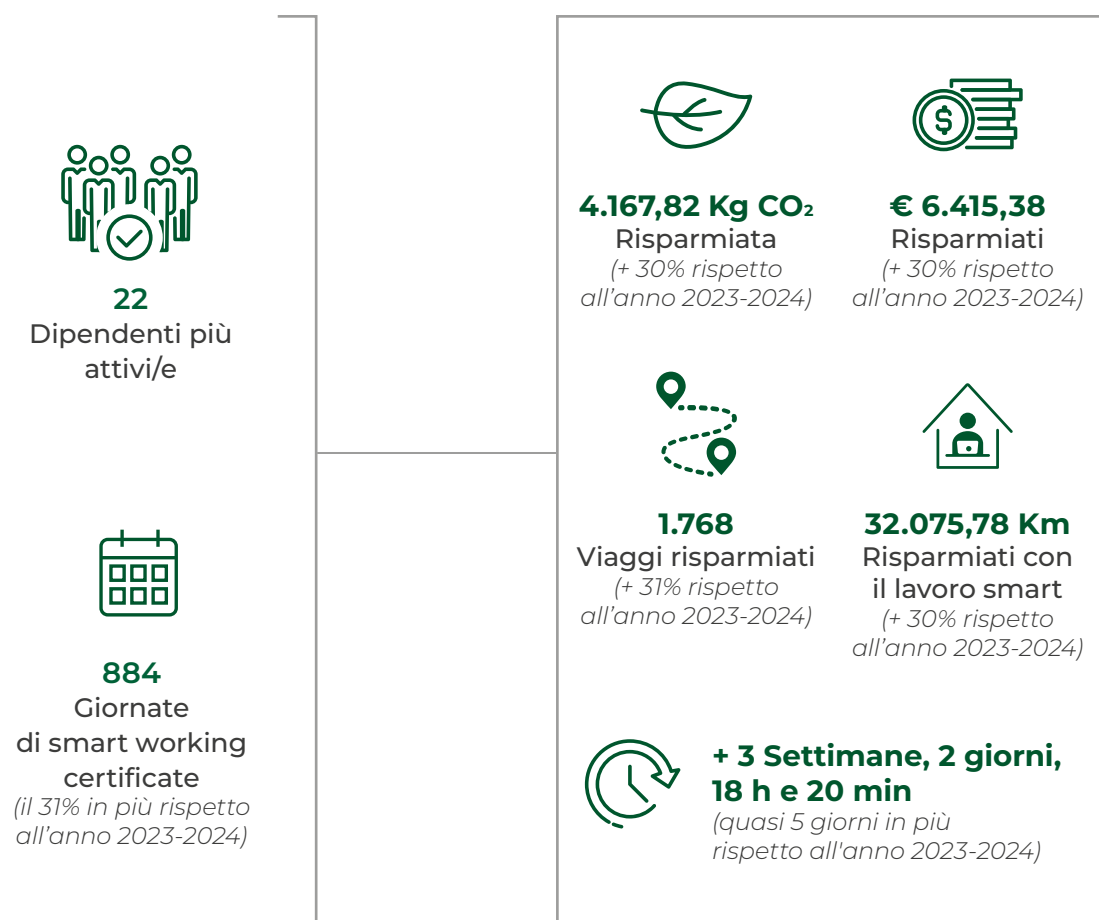 22
Dipendenti più
attivi/e
884
Giornate
di smart working
certificate
(il 31% in più rispetto
all’anno 2023-2024)
4.167,82 Kg CO₂
Risparmiata
(+ 30% rispetto
all’anno 2023-2024)
$
€ 6.415,38
Risparmiati
(+ 30% rispetto
all’anno 2023-2024)
1.768
Viaggi risparmiati
(+ 31% rispetto
all’anno 2023-2024)
32.075,78 Km
Risparmiati con
il lavoro smart
(+ 30% rispetto
all’anno 2023-2024)
+ 3 Settimane, 2 giorni,
18 h e 20 min
(quasi 5 giorni in più
rispetto all'anno 2023-2024)